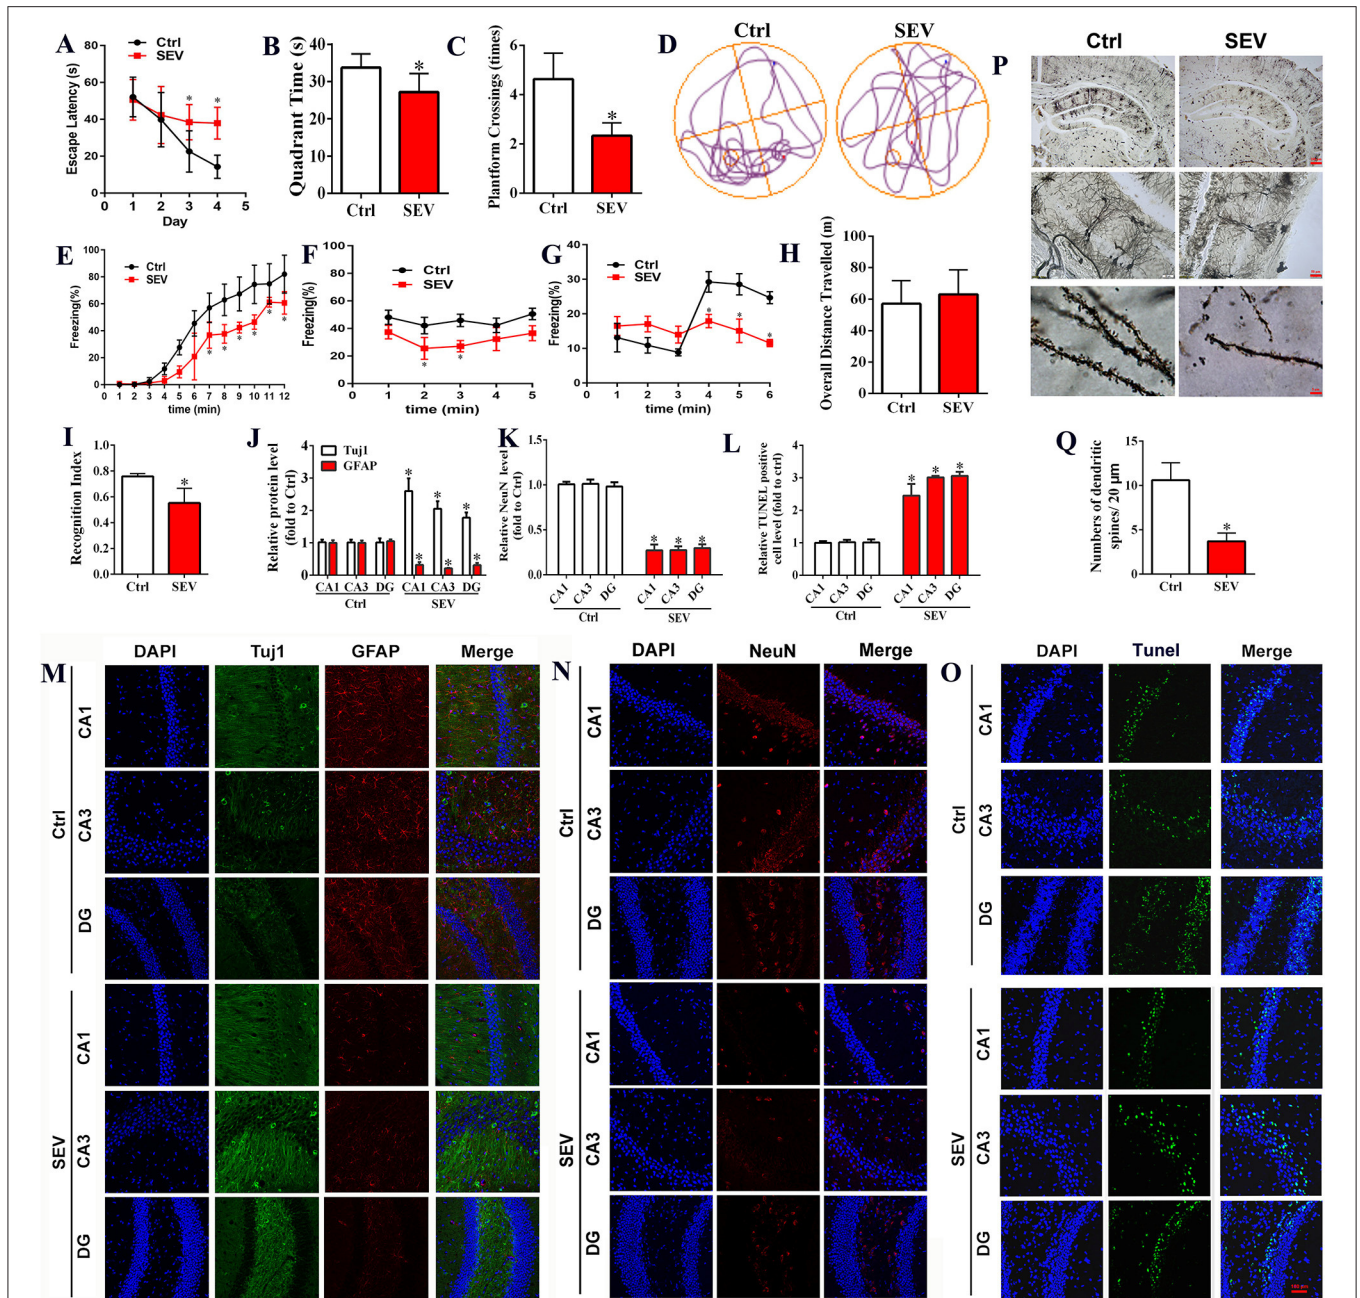 A
Ctrl
SEV
Escape Latency (s)
80
60
40
20
0
0 1 2 3 4 5
Day
* *
B
Quadrant Time (s)
40
30
20
10
0
*
Ctrl SEV
C
Plantform Crossings (times)
6
4
2
0
*
Ctrl SEV
D
Ctrl SEV
P
Ctrl SEV
E
Ctrl
SEV
Freezing(%)
100
80
60
40
20
0
0 1 2 3 4 5 6 7 8 9 10 11 12
time (min)
* * * * * *
F
Ctrl
SEV
Freezing(%)
100
80
60
40
20
0
0 1 2 3 4 5
time (min)
* *
G
Ctrl
SEV
Freezing(%)
40
30
20
10
0
0 1 2 3 4 5 6
time (min)
* * *
H
Overall Distance Travelled (m)
100
80
60
40
20
0
Ctrl SEV
I
Recognition Index
1.0
0.8
0.6
0.4
0.2
0.0
*
Ctrl SEV
J
Tuj1
GFAP
Relative protein level
(fold to Ctrl)
4
3
2
1
0
* * * * * *
CA1 CA3 DG CA1 CA3 DG
Ctrl SEV
K
Relative NeuN level
(fold to Ctrl)
1.5
1.0
0.5
0.0
* * *
CA1 CA3 DG CA1 CA3 DG
Ctrl SEV
L
Relative TUNEL positive
cell level (fold to ctrl)
4
3
2
1
0
* * *
CA1 CA3 DG CA1 CA3 DG
Ctrl SEV
Q
Numbers of dendritic
spines/ 20 μm
15
10
5
0
*
Ctrl SEV
M
DAPI Tuj1 GFAP Merge
Ctrl
CA1
CA3
DG
SEV
CA1
CA3
DG
N
DAPI NeuN Merge
Ctrl
CA1
CA3
DG
SEV
CA1
CA3
DG
O
DAPI Tunel Merge
Ctrl
CA1
CA3
DG
SEV
CA1
CA3
DG